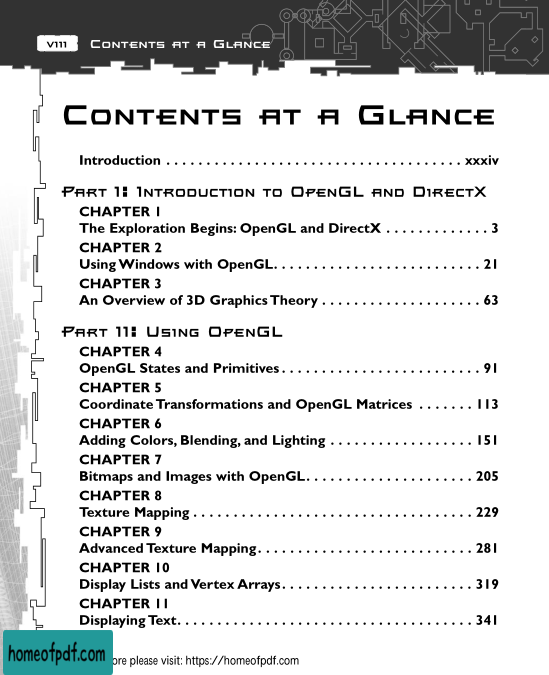 V111 Contents at a Glance
Contents at a Glance
Introduction . . . . . . . . . . . . . . . . . . . . . . . . . . . . . . . . . . . . . xxxiv
Part 1: Introduction to OpenGL and DirectX
CHAPTER 1
The Exploration Begins: OpenGL and DirectX . . . . . . . . . . . . . 3
CHAPTER 2
Using Windows with OpenGL. . . . . . . . . . . . . . . . . . . . . . . . . . 21
CHAPTER 3
An Overview of 3D Graphics Theory . . . . . . . . . . . . . . . . . . . . 63
Part 11: Using OpenGL
CHAPTER 4
OpenGL States and Primitives . . . . . . . . . . . . . . . . . . . . . . . . . 91
CHAPTER 5
Coordinate Transformations and OpenGL Matrices . . . . . . . 113
CHAPTER 6
Adding Colors, Blending, and Lighting . . . . . . . . . . . . . . . . . . 151
CHAPTER 7
Bitmaps and Images with OpenGL. . . . . . . . . . . . . . . . . . . . . 205
CHAPTER 8
Texture Mapping . . . . . . . . . . . . . . . . . . . . . . . . . . . . . . . . . . . 229
CHAPTER 9
Advanced Texture Mapping. . . . . . . . . . . . . . . . . . . . . . . . . . . 281
CHAPTER 10
Display Lists and Vertex Arrays. . . . . . . . . . . . . . . . . . . . . . . . 319
CHAPTER 11
Displaying Text. . . . . . . . . . . . . . . . . . . . . . . . . . . . . . . . . . . . . 341
homeofpdf.com please visit: https://homeofpdf.com